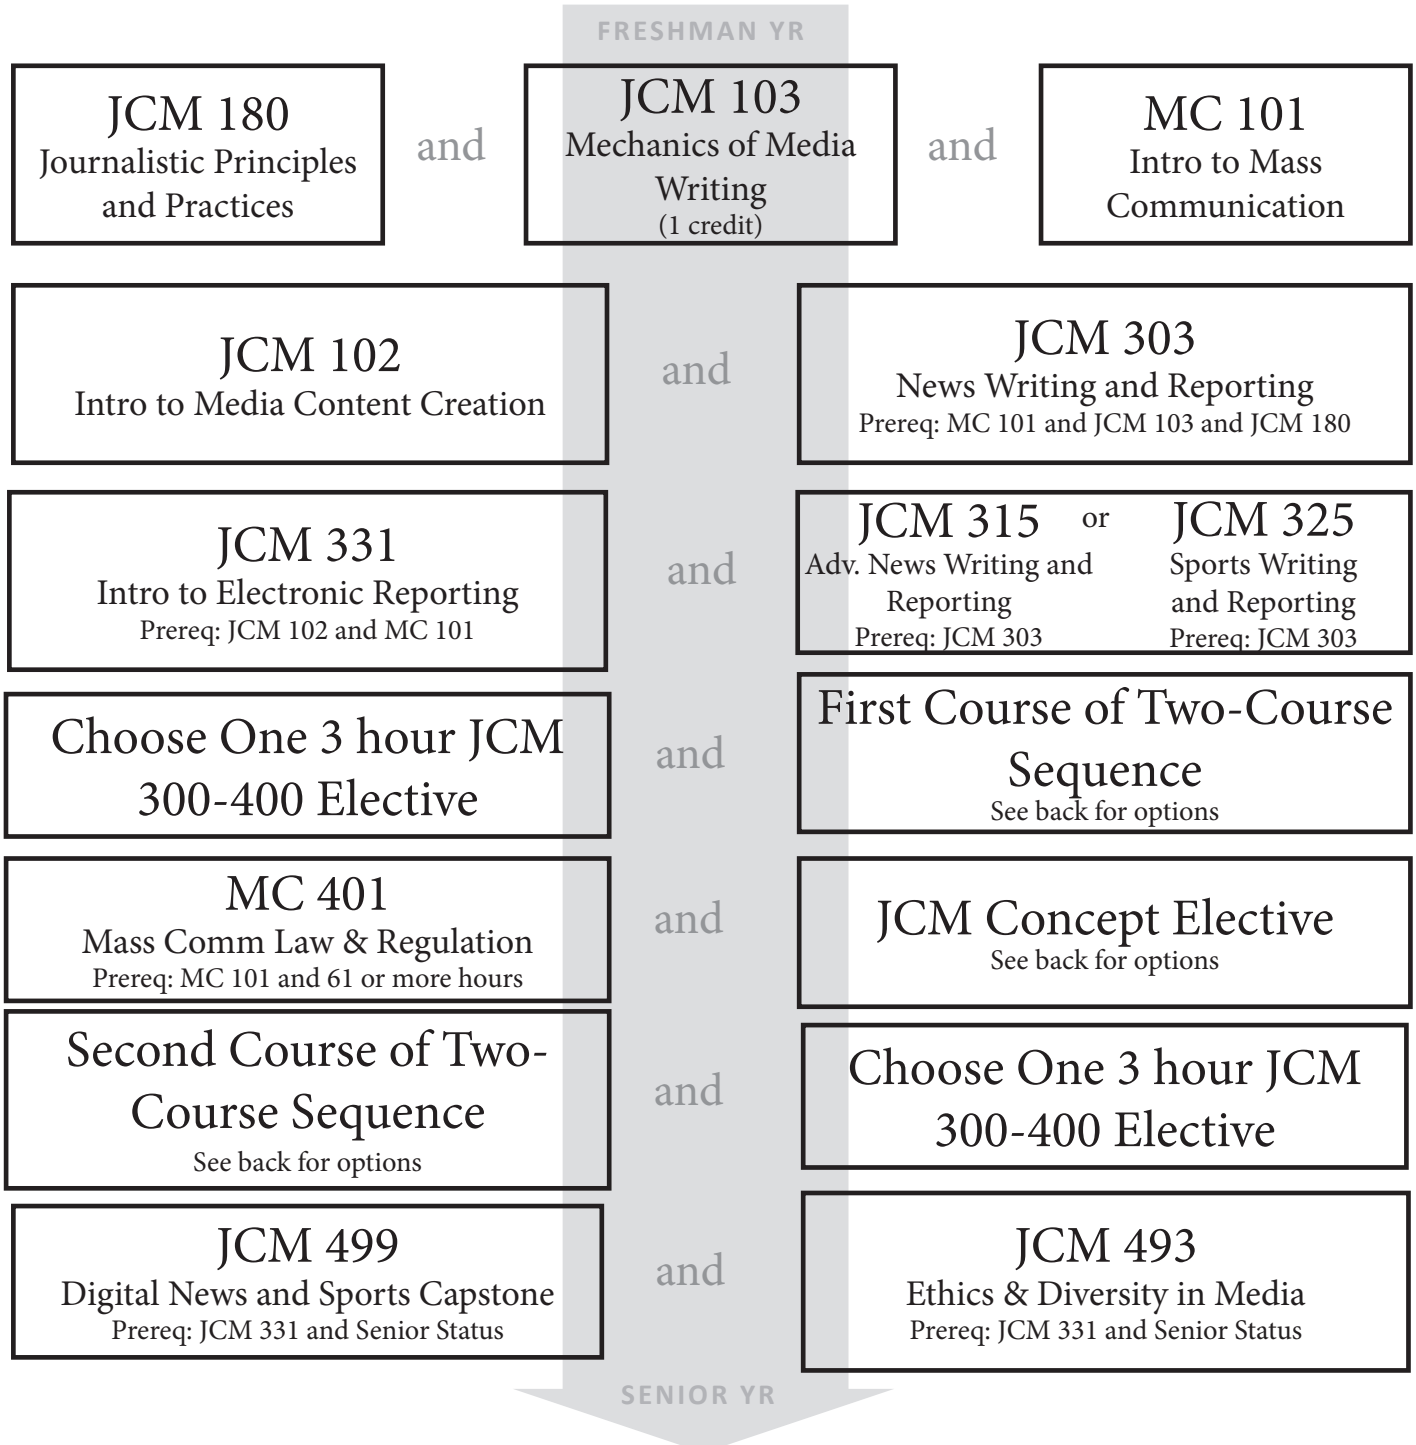 FRESHMAN YR
JCM 180
Journalistic Principles
and Practices
and
JCM 103
Mechanics of Media
Writing
(1 credit)
and
MC 101
Intro to Mass
Communication
JCM 102
Intro to Media Content Creation
and
JCM 303
News Writing and Reporting
Prereq: MC 101 and JCM 103 and JCM 180
JCM 331
Intro to Electronic Reporting
Prereq: JCM 102 and MC 101
and
JCM 315
Adv. News Writing and
Reporting
Prereq: JCM 303
or
JCM 325
Sports Writing
and Reporting
Prereq: JCM 303
Choose One 3 hour JCM
300-400 Elective
and
First Course of Two-Course
Sequence
See back for options
MC 401
Mass Comm Law & Regulation
Prereq: MC 101 and 61 or more hours
and
JCM Concept Elective
See back for options
Second Course of Two-
Course Sequence
See back for options
and
Choose One 3 hour JCM
300-400 Elective
JCM 499
Digital News and Sports Capstone
Prereq: JCM 331 and Senior Status
and
JCM 493
Ethics & Diversity in Media
Prereq: JCM 331 and Senior Status
SENIOR YR